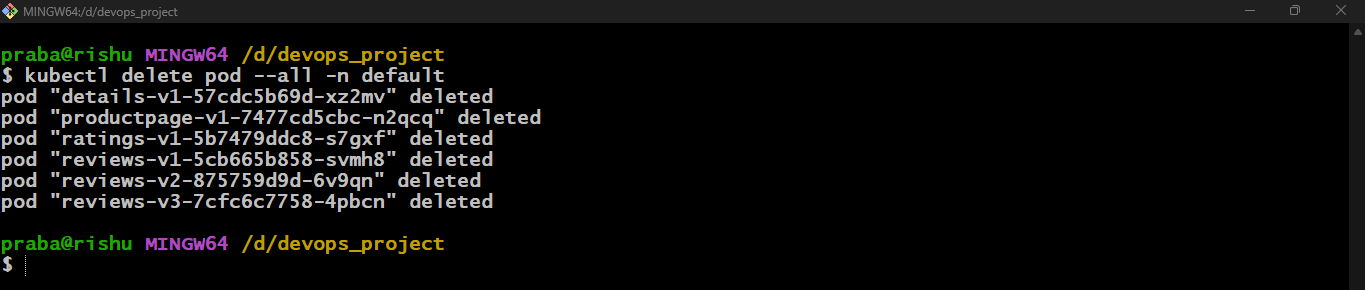 MINGW64:/d/devops_project
praba@rishu MINGW64 /d/devops_project
$ kubectl delete pod --all -n default
pod "details-v1-57cdc5b69d-xz2mv" deleted
pod "productpage-v1-7477cd5cbc-n2qcq" deleted
pod "ratings-v1-5b7479ddc8-s7gxf" deleted
pod "reviews-v1-5cb665b858-svmh8" deleted
pod "reviews-v2-875759d9d-6v9qn" deleted
pod "reviews-v3-7cfc6c7758-4pbcn" deleted
praba@rishu MINGW64 /d/devops_project
$